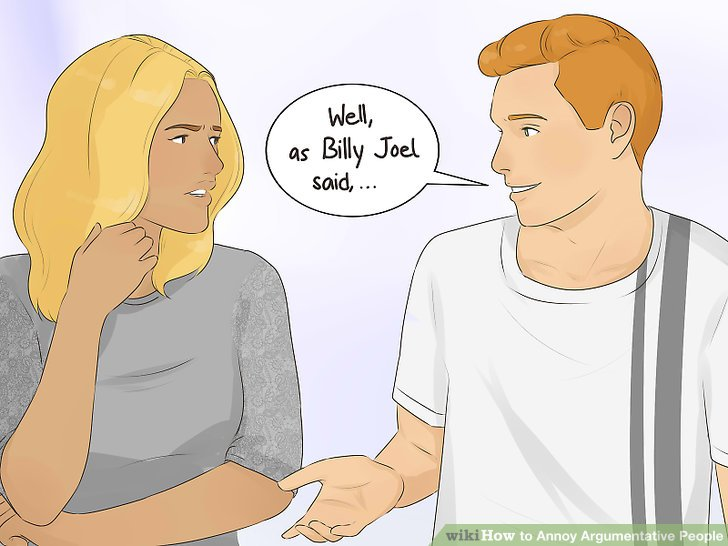 Well,
as Billy Joel
said, ...
wikiHow to Annoy Argumentative People